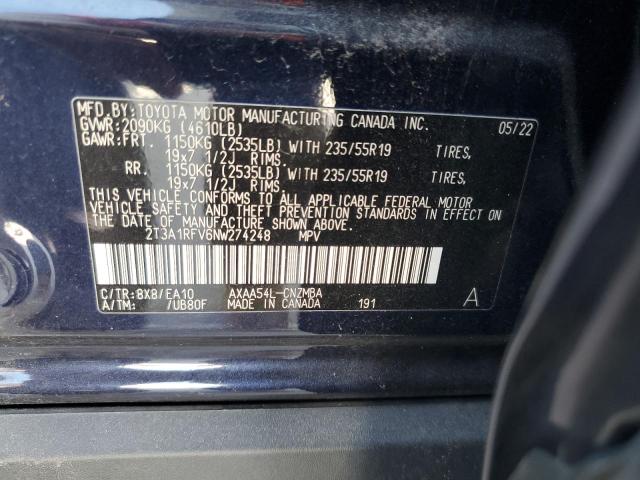 MFD.BY:TOYOTA MOTOR MANUFACTURING CANADA INC. 05/22
GVWR:2090KG (4610LB)
GAWR:FRT. 1150KG (2535LB) WITH 235/55R19 TIRES,
19x7 1/2J RIMS.
RR. 1150KG (2535LB) WITH 235/55R19 TIRES,
19x7 1/2J RIMS.
THIS VEHICLE CONFORMS TO ALL APPLICABLE FEDERAL MOTOR
VEHICLE SAFETY AND THEFT PREVENTION STANDARDS IN EFFECT
ON THE DATE OF MANUFACTURE SHOWN ABOVE.
2T3A1RFV6NW274248 MPV
C/TR:8X8/EA10 AXAA54L-CNZMBA A
A/TM: /UB80F MADE IN CANADA 191